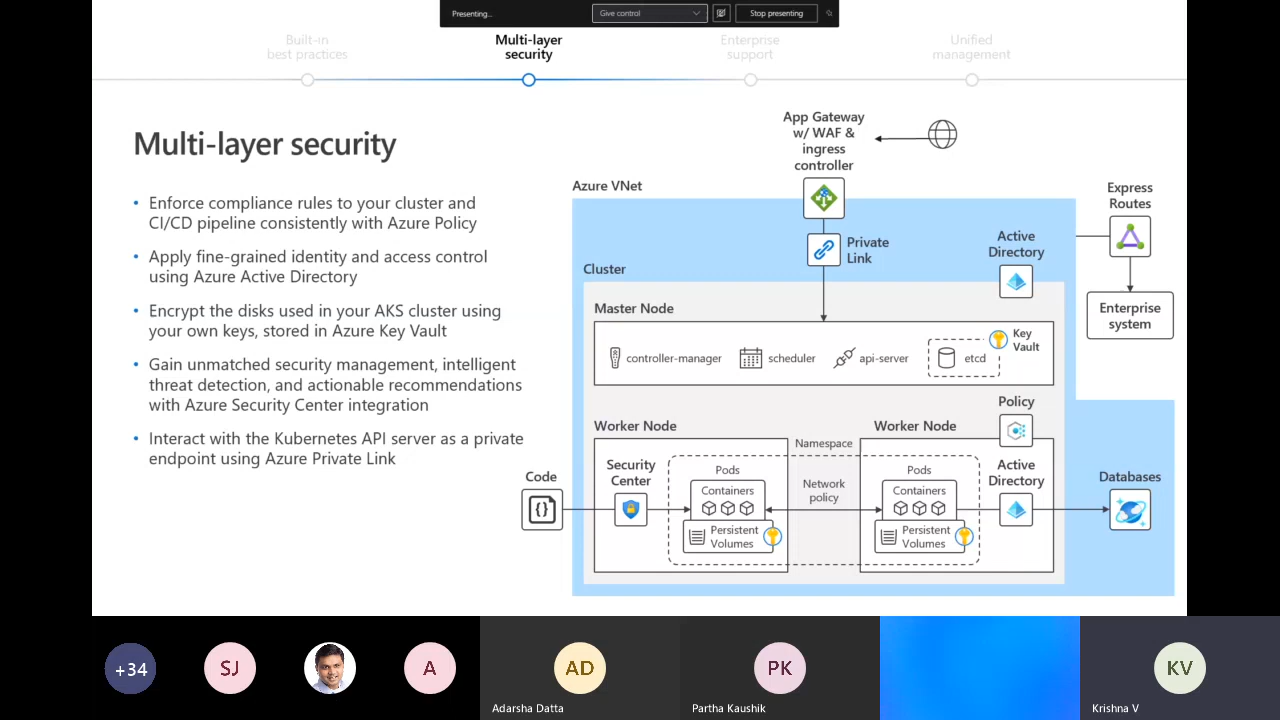 Presenting...
Give control
Stop presenting
Built-in
best practices
Multi-layer
security
Enterprise
support
Unified
management
Multi-layer security
• Enforce compliance rules to your cluster and
CI/CD pipeline consistently with Azure Policy
• Apply fine-grained identity and access control
using Azure Active Directory
• Encrypt the disks used in your AKS cluster using
your own keys, stored in Azure Key Vault
• Gain unmatched security management, intelligent
threat detection, and actionable recommendations
with Azure Security Center integration
• Interact with the Kubernetes API server as a private
endpoint using Azure Private Link
App Gateway
w/ WAF &
ingress
controller
Azure VNet
Private
Link
Active
Directory
Express
Routes
Enterprise
system
Cluster
Master Node
controller-manager
scheduler
api-server
etcd
Key
Vault
Policy
Worker Node
Namespace
Worker Node
Code
{}
Security
Center
Pods
Containers
Persistent
Volumes
Network
policy
Pods
Containers
Persistent
Volumes
Active
Directory
Databases
+34
SJ
A
AD
Adarsha Datta
PK
Partha Kaushik
KV
Krishna V